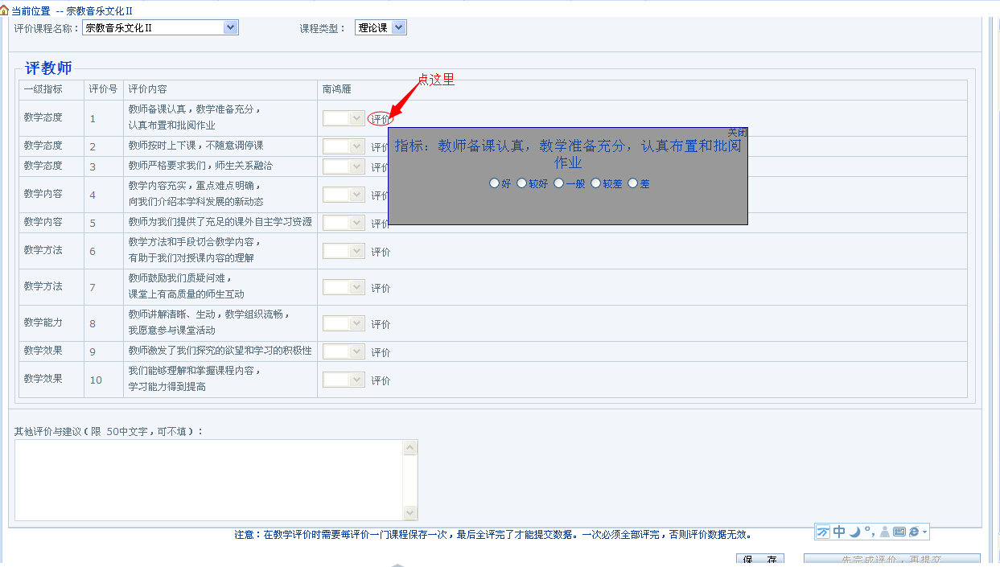 当前位置 -- 宗教音乐文化Ⅱ
评价课程名称： 宗教音乐文化Ⅱ 课程类型： 理论课
评教师
一级指标 评价号 评价内容 南鸿雁
点这里
教学态度 1 教师备课认真，教学准备充分，
认真布置和批阅作业
评价
关闭
指标：教师备课认真，教学准备充分，认真布置和批阅
作业
好 较好 一般 较差 差
教学态度 2 教师按时上下课，不随意调停课 评价
教学态度 3 教师严格要求我们，师生关系融洽 评价
教学内容 4 教学内容充实，重点难点明确，
向我们介绍本学科发展的新动态
评价
教学内容 5 教师为我们提供了充足的课外自主学习资源 评价
教学方法 6 教学方法和手段切合教学内容，
有助于我们对授课内容的理解
评价
教学方法 7 教师鼓励我们质疑问难，
课堂上有高质量的师生互动
评价
教学能力 8 教师讲解清晰、生动，教学组织流畅，
我愿意参与课堂活动
评价
教学效果 9 教师激发了我们探究的欲望和学习的积极性 评价
教学效果 10 我们能够理解和掌握课程内容，
学习能力得到提高
评价
其他评价与建议(限 50中文字，可不填)：
注意：在教学评价时需要每评价一门课程保存一次，最后全评完了才能提交数据。一次必须全部评完，否则评价数据无效。
中
保 存 先完成评价，再提交